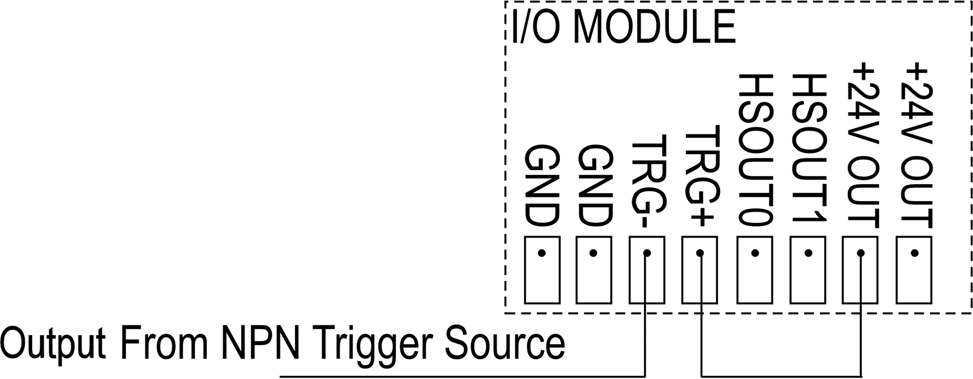 I/O MODULE
GND
GND
TRG-
TRG+
HSOUT0
HSOUT1
+24V OUT
+24V OUT
Output From NPN Trigger Source